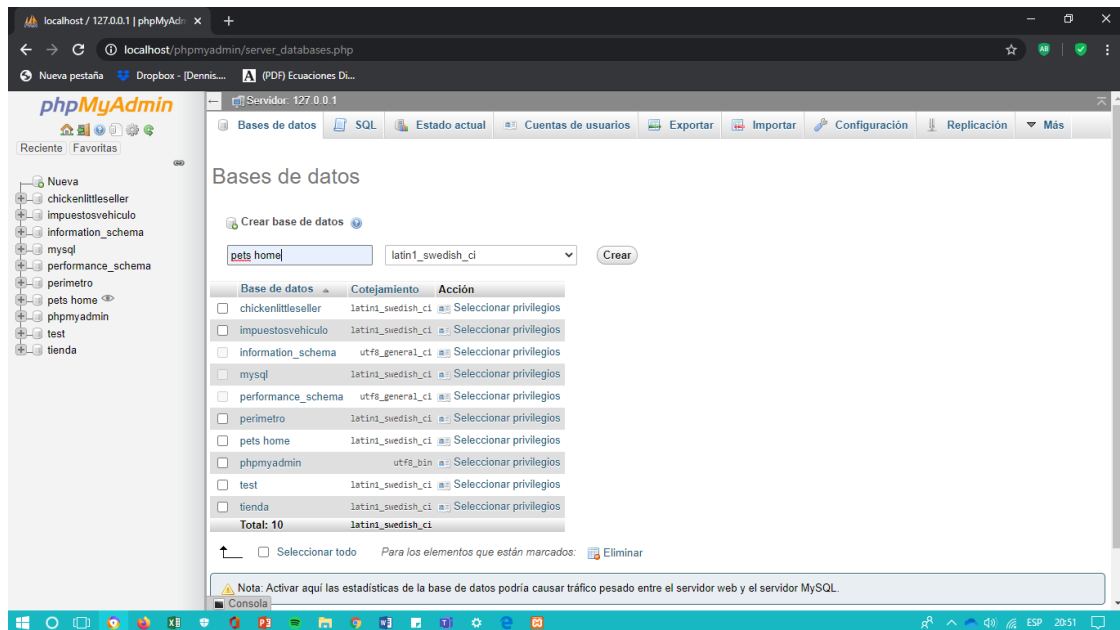 localhost / 127.0.0.1 | phpMyAdm
localhost/phpmyadmin/server_databases.php
AB
Nueva pestaña Dropbox - [Dennis.... A (PDF) Ecuaciones Di...
phpMyAdmin
Reciente Favoritas
Nueva
chickenlittleseller
impuestosvehiculo
information_schema
mysql
performance_schema
perimetro
pets home
phpmyadmin
test
tienda
Servidor: 127.0.0.1
Bases de datos SQL Estado actual Cuentas de usuarios Exportar Importar Configuración Replicación Más
Bases de datos
Crear base de datos
pets home latin1_swedish_ci Crear
Base de datos Cotejamiento Acción
chickenlittleseller latin1_swedish_ci Seleccionar privilegios
impuestosvehiculo latin1_swedish_ci Seleccionar privilegios
information_schema utf8_general_ci Seleccionar privilegios
mysql latin1_swedish_ci Seleccionar privilegios
performance_schema utf8_general_ci Seleccionar privilegios
perimetro latin1_swedish_ci Seleccionar privilegios
pets home latin1_swedish_ci Seleccionar privilegios
phpmyadmin utf8_bin Seleccionar privilegios
test latin1_swedish_ci Seleccionar privilegios
tienda latin1_swedish_ci Seleccionar privilegios
Total: 10 latin1_swedish_ci
Seleccionar todo Para los elementos que están marcados: Eliminar
Nota: Activar aquí las estadísticas de la base de datos podría causar tráfico pesado entre el servidor web y el servidor MySQL.
Consola
ESP 20:51